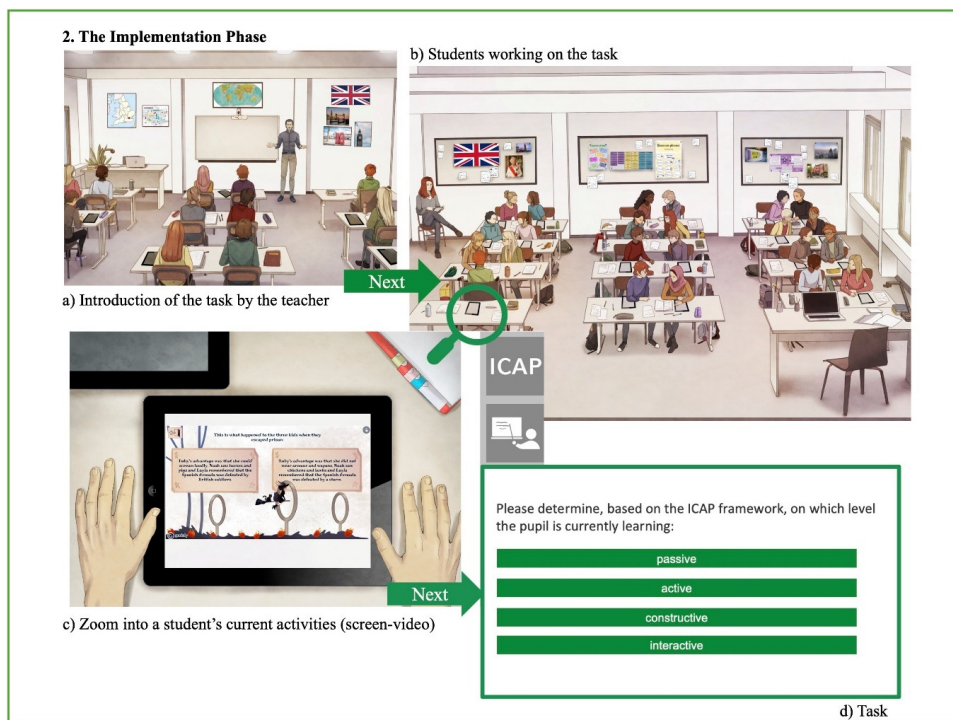 2. The Implementation Phase
b) Students working on the task
Next
a) Introduction of the task by the teacher
ICAP
This is what happened to the three kids when they
escaped prison
Toby's advantage was that she could
scream loudly. Noah saw horses and
pigs and Layla remembered that the
Spanish Armada was defeated by
British soldiers
Toby's advantage was that she did not
wear armour and weapons. Noah saw
chickens and
and Layla
remembered that the Spanish Armada
was defeated by a storm
Please determine, based on the ICAP framework, on which level
the pupil is currently learning:
passive
active
constructive
interactive
Next
c) Zoom into a student's current activities (screen-video)
d) Task